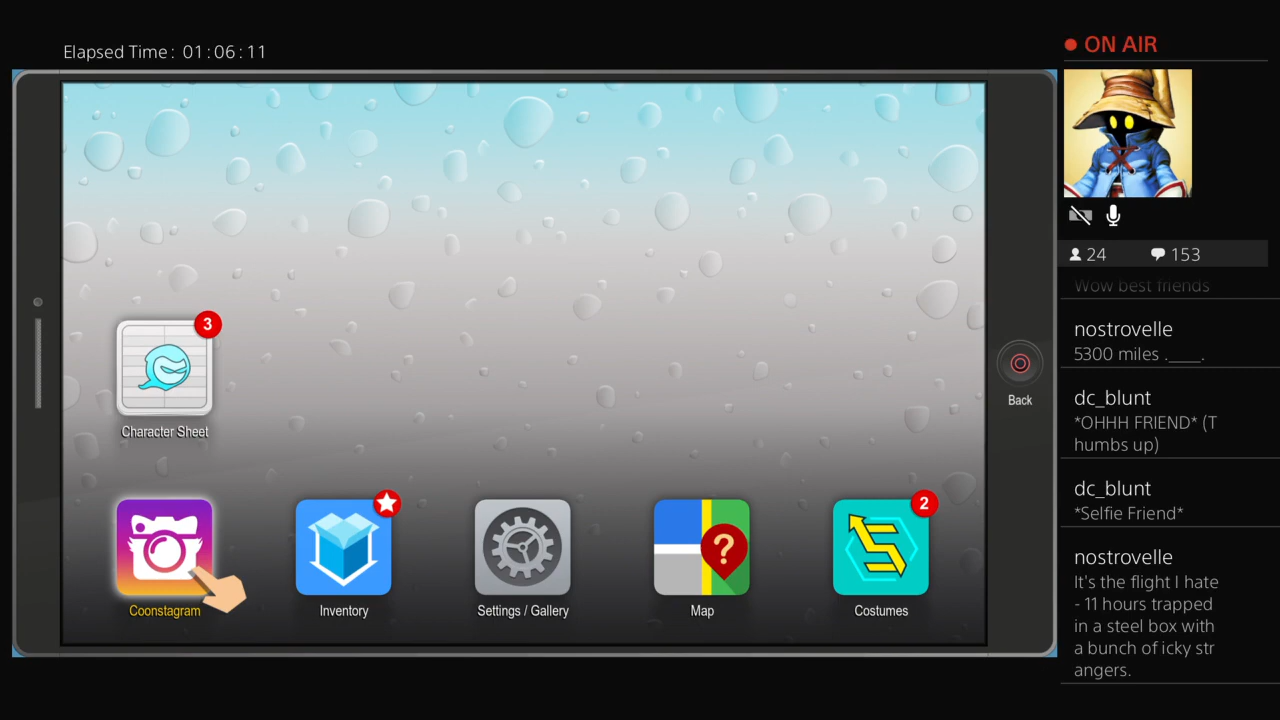 Elapsed Time: 01:06:11
ON AIR
24
153
Wow best friends
nostrovelle
5300 miles .____.
dc_blunt
*OHHH FRIEND* (T
humbs up)
dc_blunt
*Selfie Friend*
nostrovelle
It's the flight I hate
- 11 hours trapped
in a steel box with
a bunch of icky str
angers.
3
Character Sheet
Back
2
?
Coonstagram
Inventory
Settings / Gallery
Map
Costumes